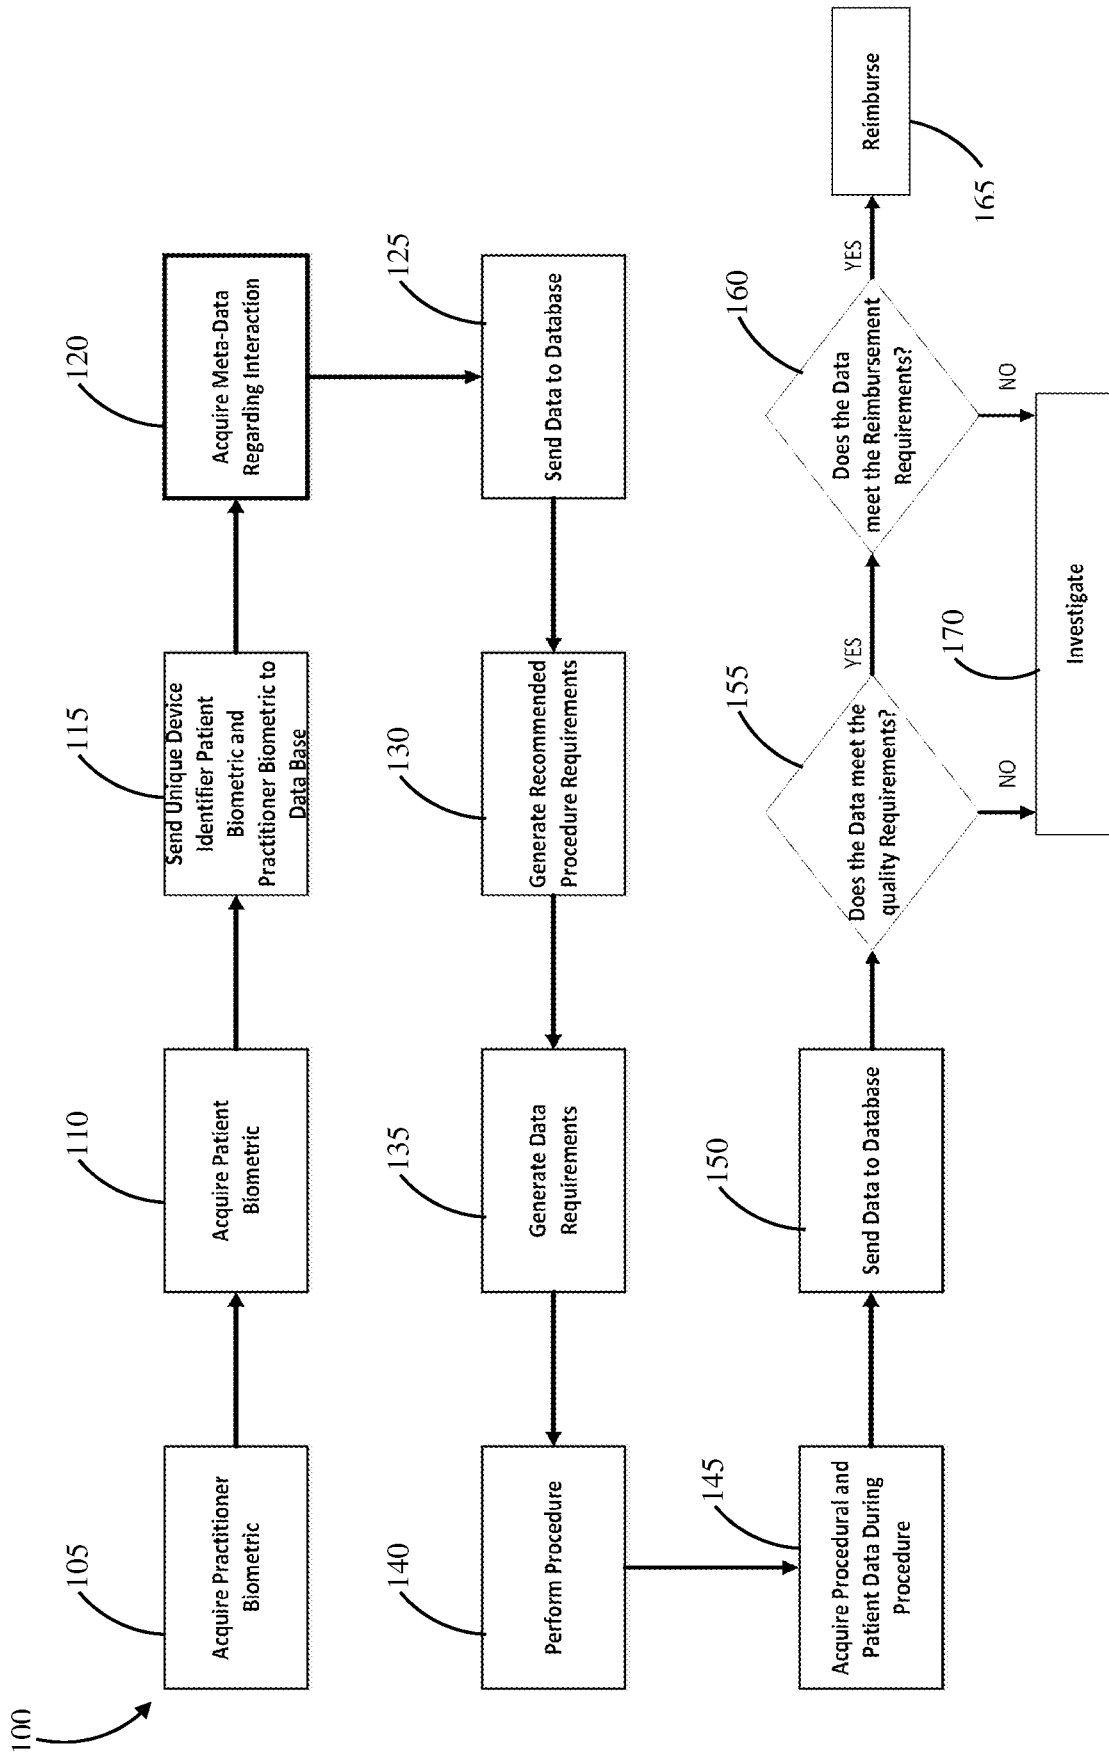 100
105
Acquire Practitioner
Biometric
110
Acquire Patient
Biometric
115
Send Unique Device
Identifier Patient
Biometric and
Practitioner Biometric to
Data Base
120
Acquire Meta-Data
Regarding Interaction
125
Send Data to Database
130
Generate Recommended
Procedure Requirements
135
Generate Data
Requirements
140
Perform Procedure
145
Acquire Procedural and
Patient Data During
Procedure
150
Send Data to Database
155
Does the Data meet the
quality Requirements?
YES
NO
160
Does the Data
meet the Reimbursement
Requirements?
YES
NO
Reimburse
165
170
Investigate